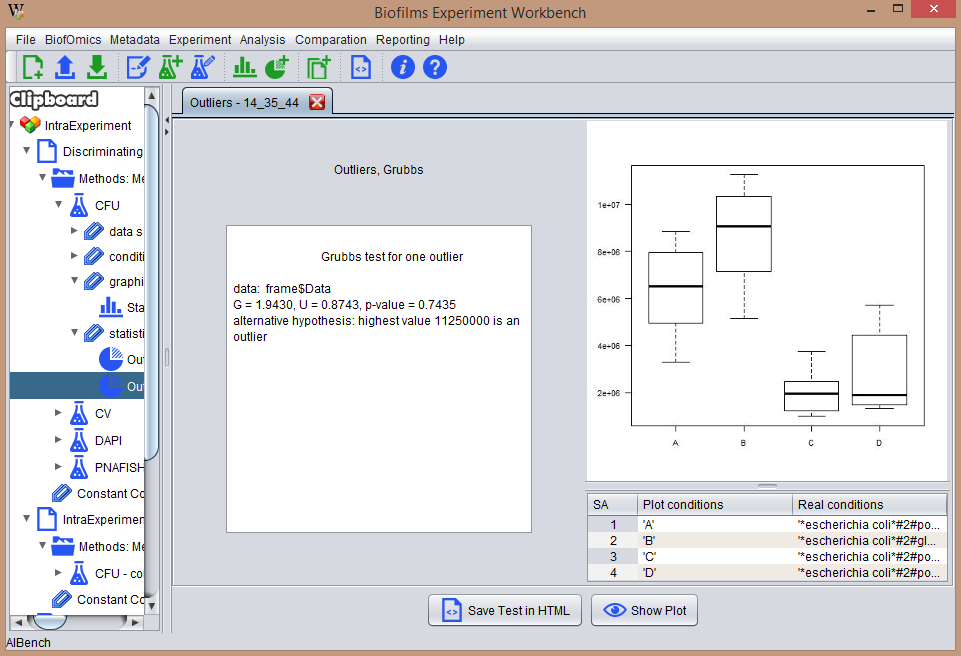 Biofilms Experiment Workbench
File BiofOmics Metadata Experiment Analysis Comparation Reporting Help
Clipboard
IntraExperiment
Discriminating
Methods: Me
CFU
data s
conditi
graphi
Sta
statisti
Out
Out
CV
DAPI
PNAFISH
Constant Co
IntraExperimen
Methods: Me
CFU - co
Constant Co
AIBench
Outliers - 14_35_44
Outliers, Grubbs
Grubbs test for one outlier
data: frame$Data
G = 1.9430, U = 0.8743, p-value = 0.7435
alternative hypothesis: highest value 11250000 is an
outlier
1e+07
8e+06
6e+06
4e+06
2e+06
A B C D
SA Plot conditions Real conditions
1 'A' '*escherichia coli*#2#po...
2 'B' '*escherichia coli*#2#gl...
3 'C' '*escherichia coli*#2#po...
4 'D' '*escherichia coli*#2#po...
Save Test in HTML Show Plot